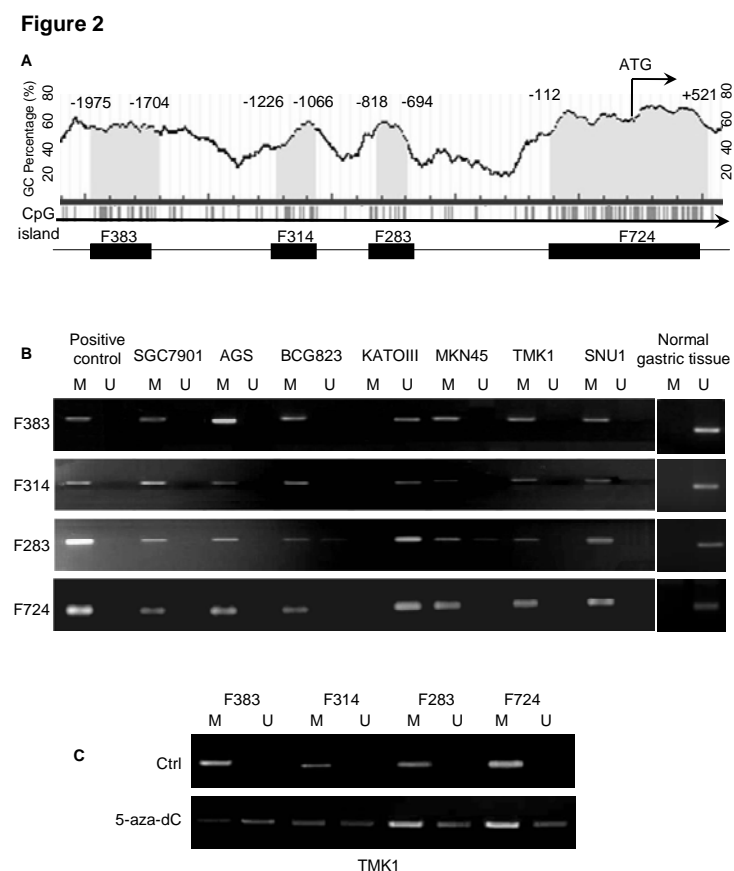 Figure 2
A
ATG
GC Percentage (%)
80
60
40
20
-1975
-1704
-1226
-1066
-818
-694
-112
+521
80
60
40
20
CpG
island
F383
F314
F283
F724
B
Positive
control
SGC7901
AGS
BCG823
KATOIII
MKN45
TMK1
SNU1
Normal
gastric tissue
M U M U M U M U M U M U M U M U M U
F383
F314
F283
F724
C
F383 F314 F283 F724
M U M U M U M U
Ctrl
5-aza-dC
TMK1